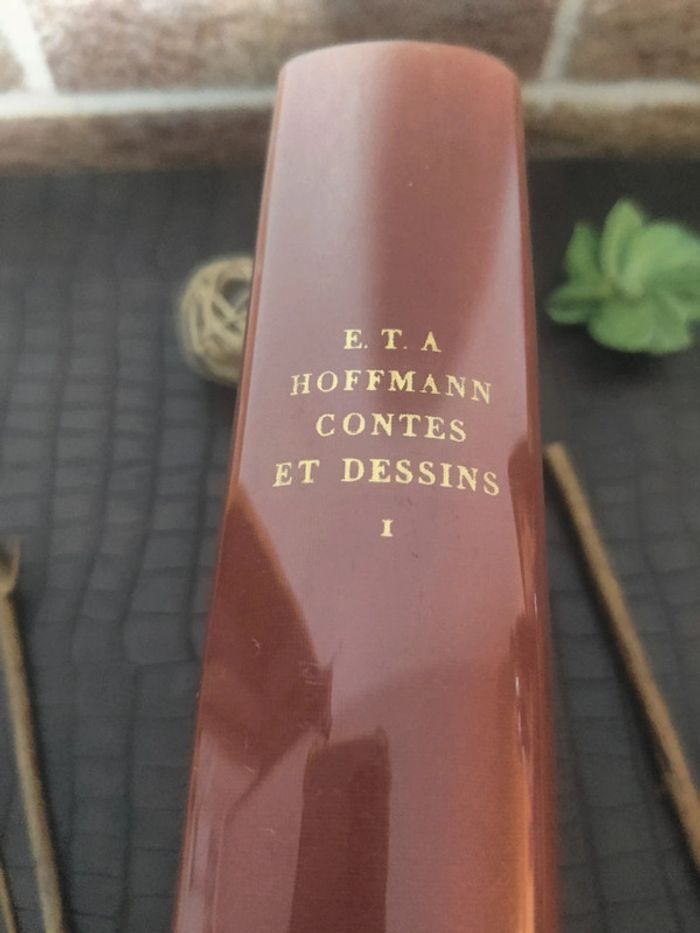 E. T. A
HOFFMANN
CONTES
ET DESSINS
I